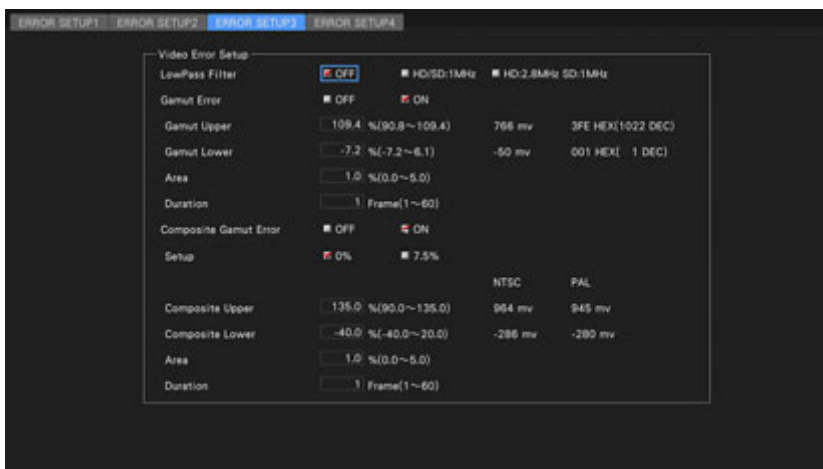 ERROR SETUP1 ERROR SETUP2 ERROR SETUP3 ERROR SETUP4
Video Error Setup
LowPass Filter OFF HD/SD:1MHz HD:2.8MHz SD:1MHz
Gamut Error OFF ON
Gamut Upper 109.4 %(90.8~109.4) 766 mv 3FE HEX(1022 DEC)
Gamut Lower -7.2 %(-7.2~6.1) -50 mv 001 HEX( 1 DEC)
Area 1.0 %(0.0~5.0)
Duration 1 Frame(1~60)
Composite Gamut Error OFF ON
Setup 0% 7.5%
NTSC PAL
Composite Upper 135.0 %(90.0~135.0) 964 mv 945 mv
Composite Lower -40.0 %(-40.0~20.0) -286 mv -280 mv
Area 1.0 %(0.0~5.0)
Duration 1 Frame(1~60)